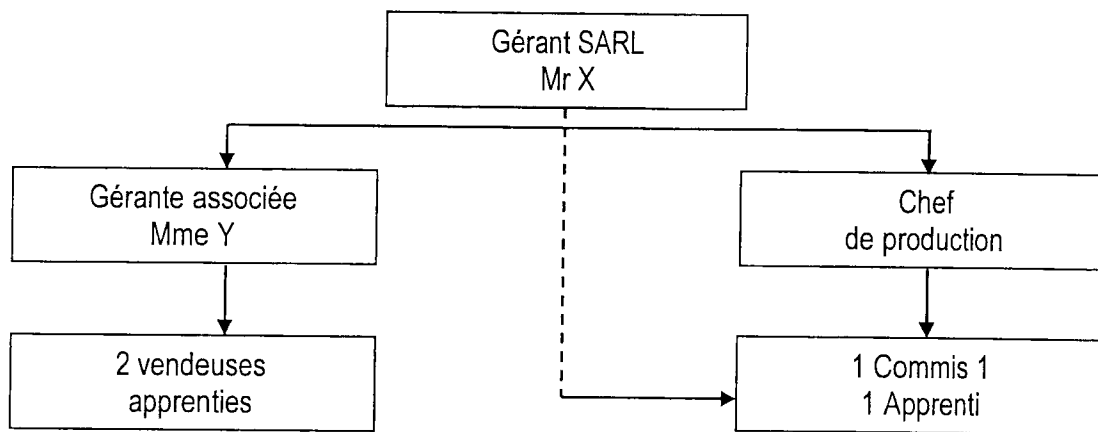 Gérant SARL
Mr X
Gérante associée
Mme Y
Chef
de production
2 vendeuses
apprenties
1 Commis 1
1 Apprenti